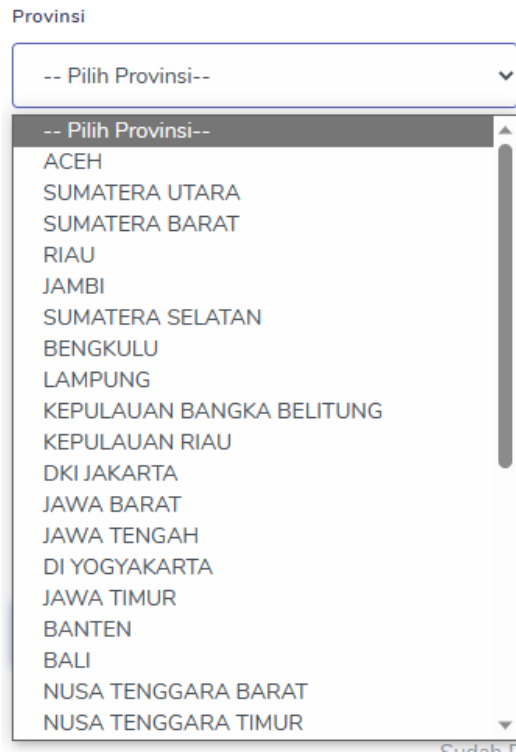 Provinsi
-- Pilih Provinsi--
-- Pilih Provinsi--
ACEH
SUMATERA UTARA
SUMATERA BARAT
RIAU
JAMBI
SUMATERA SELATAN
BENGKULU
LAMPUNG
KEPULAUAN BANGKA BELITUNG
KEPULAUAN RIAU
DKI JAKARTA
JAWA BARAT
JAWA TENGAH
DI YOGYAKARTA
JAWA TIMUR
BANTEN
BALI
NUSA TENGGARA BARAT
NUSA TENGGARA TIMUR
Sudah